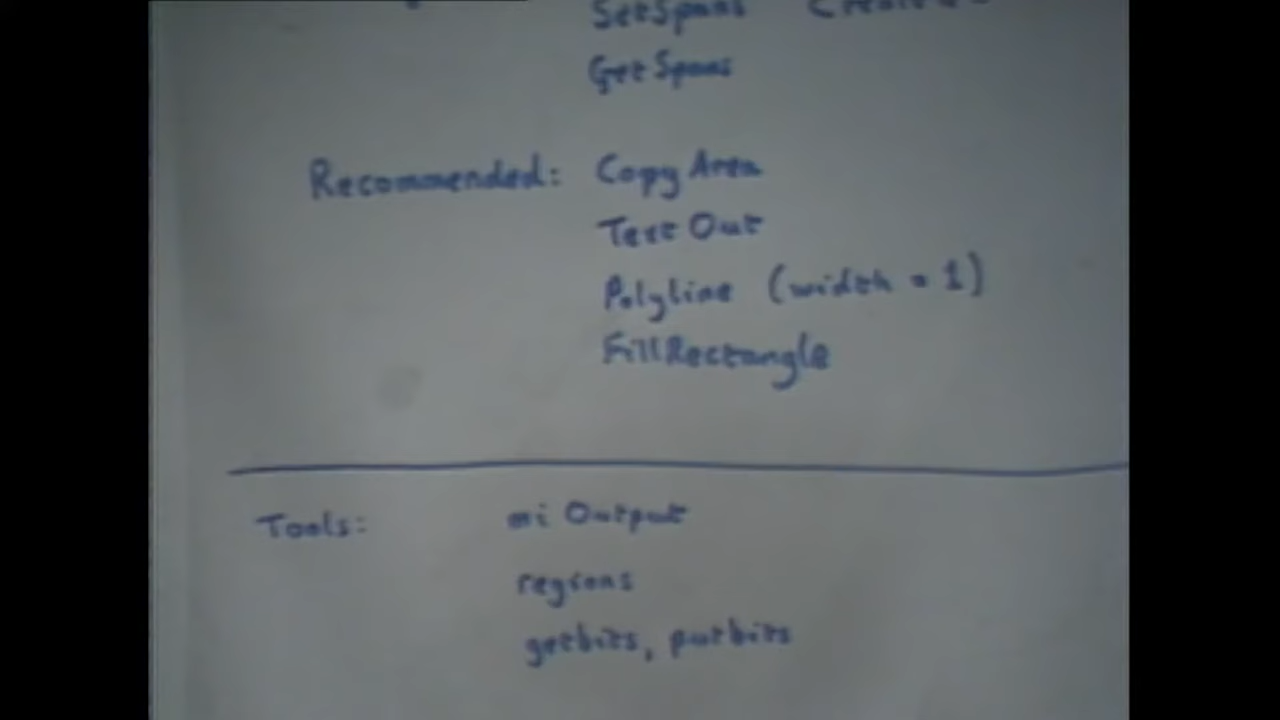 SetSpans
GetSpans
Recommended: CopyArea
TextOut
Polyline (width = 1)
FillRectangle
Tools: mi Output
regions
getbits, putbits